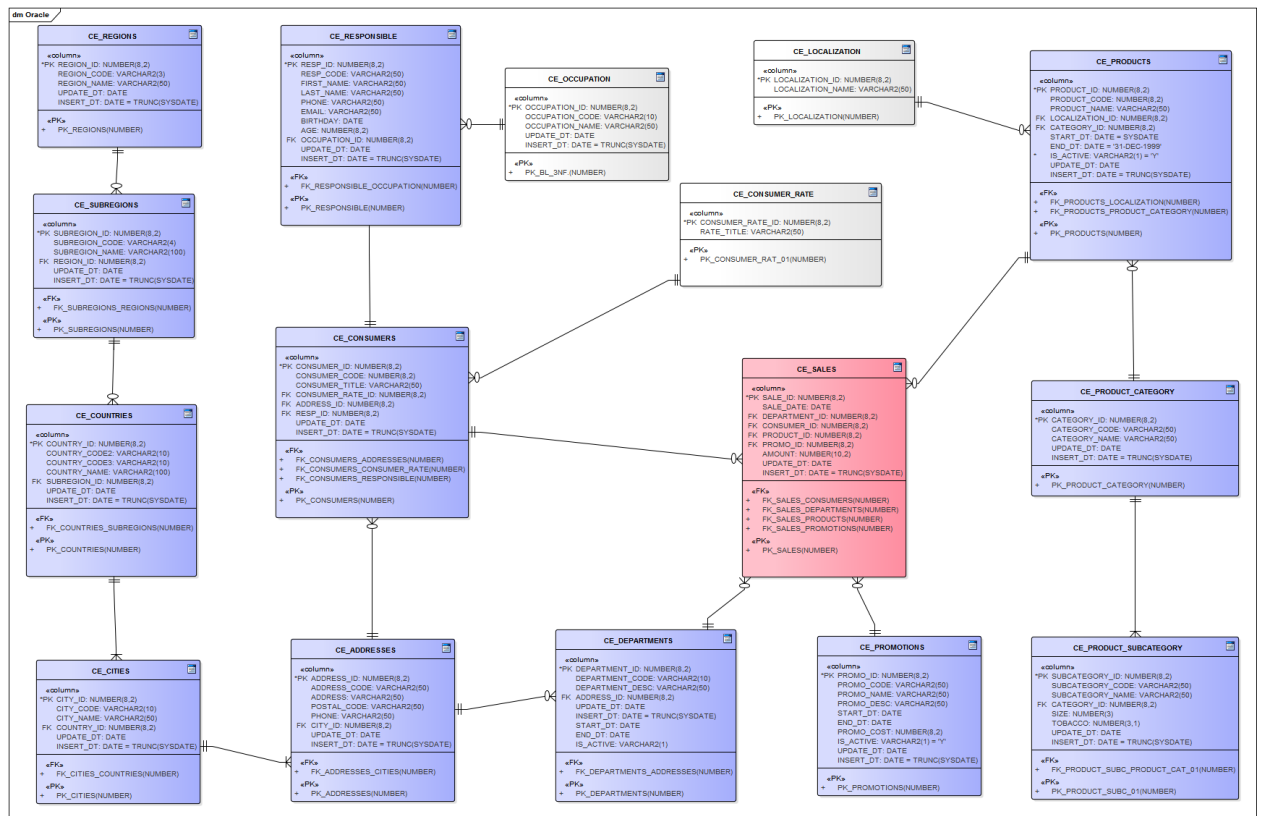 dm Oracle
CE_REGIONS
«column»
*PK REGION_ID: NUMBER(8,2)
REGION_CODE: VARCHAR2(3)
REGION_NAME: VARCHAR2(50)
UPDATE_DT: DATE
INSERT_DT: DATE = TRUNC(SYSDATE)
«PK»
+ PK_REGIONS(NUMBER)
CE_RESPONSIBLE
«column»
*PK RESP_ID: NUMBER(8,2)
RESP_CODE: VARCHAR2(50)
FIRST_NAME: VARCHAR2(50)
LAST_NAME: VARCHAR2(50)
PHONE: VARCHAR2(50)
EMAIL: VARCHAR2(50)
BIRTHDAY: DATE
AGE: NUMBER(8,2)
FK OCCUPATION_ID: NUMBER(8,2)
UPDATE_DT: DATE
INSERT_DT: DATE = TRUNC(SYSDATE)
«FK»
+ FK_RESPONSIBLE_OCCUPATION(NUMBER)
«PK»
+ PK_RESPONSIBLE(NUMBER)
CE_OCCUPATION
«column»
*PK OCCUPATION_ID: NUMBER(8,2)
OCCUPATION_CODE: VARCHAR2(10)
OCCUPATION_NAME: VARCHAR2(50)
UPDATE_DT: DATE
INSERT_DT: DATE = TRUNC(SYSDATE)
«PK»
+ PK_BL_3NF.(NUMBER)
CE_LOCALIZATION
«column»
*PK LOCALIZATION_ID: NUMBER(8,2)
LOCALIZATION_NAME: VARCHAR2(50)
«PK»
+ PK_LOCALIZATION(NUMBER)
CE_PRODUCTS
«column»
*PK PRODUCT_ID: NUMBER(8,2)
PRODUCT_CODE: NUMBER(8,2)
PRODUCT_NAME: VARCHAR2(50)
FK LOCALIZATION_ID: NUMBER(8,2)
FK CATEGORY_ID: NUMBER(8,2)
START_DT: DATE = SYSDATE
END_DT: DATE = '31-DEC-1999'
+ IS_ACTIVE: VARCHAR2(1) = 'Y'
UPDATE_DT: DATE
INSERT_DT: DATE = TRUNC(SYSDATE)
«FK»
+ FK_PRODUCTS_LOCALIZATION(NUMBER)
+ FK_PRODUCTS_PRODUCT_CATEGORY(NUMBER)
«PK»
+ PK_PRODUCTS(NUMBER)
CE_SUBREGIONS
«column»
*PK SUBREGION_ID: NUMBER(8,2)
SUBREGION_CODE: VARCHAR2(4)
SUBREGION_NAME: VARCHAR2(100)
FK REGION_ID: NUMBER(8,2)
UPDATE_DT: DATE
INSERT_DT: DATE = TRUNC(SYSDATE)
«FK»
+ FK_SUBREGIONS_REGIONS(NUMBER)
«PK»
+ PK_SUBREGIONS(NUMBER)
CE_CONSUMER_RATE
«column»
*PK CONSUMER_RATE_ID: NUMBER(8,2)
RATE_TITLE: VARCHAR2(50)
«PK»
+ PK_CONSUMER_RAT_01(NUMBER)
CE_CONSUMERS
«column»
*PK CONSUMER_ID: NUMBER(8,2)
CONSUMER_CODE: NUMBER(8,2)
CONSUMER_TITLE: VARCHAR2(50)
FK CONSUMER_RATE_ID: NUMBER(8,2)
FK ADDRESS_ID: NUMBER(8,2)
FK RESP_ID: NUMBER(8,2)
UPDATE_DT: DATE
INSERT_DT: DATE = TRUNC(SYSDATE)
«FK»
+ FK_CONSUMERS_ADDRESSES(NUMBER)
+ FK_CONSUMERS_CONSUMER_RATE(NUMBER)
+ FK_CONSUMERS_RESPONSIBLE(NUMBER)
«PK»
+ PK_CONSUMERS(NUMBER)
CE_SALES
«column»
*PK SALE_ID: NUMBER(8,2)
SALE_DATE: DATE
FK DEPARTMENT_ID: NUMBER(8,2)
FK CONSUMER_ID: NUMBER(8,2)
FK PRODUCT_ID: NUMBER(8,2)
FK PROMO_ID: NUMBER(8,2)
AMOUNT: NUMBER(10,2)
UPDATE_DT: DATE
INSERT_DT: DATE = TRUNC(SYSDATE)
«FK»
+ FK_SALES_CONSUMERS(NUMBER)
+ FK_SALES_DEPARTMENTS(NUMBER)
+ FK_SALES_PRODUCTS(NUMBER)
+ FK_SALES_PROMOTIONS(NUMBER)
«PK»
+ PK_SALES(NUMBER)
CE_PRODUCT_CATEGORY
«column»
*PK CATEGORY_ID: NUMBER(8,2)
CATEGORY_CODE: VARCHAR2(50)
CATEGORY_NAME: VARCHAR2(50)
UPDATE_DT: DATE
INSERT_DT: DATE = TRUNC(SYSDATE)
«PK»
+ PK_PRODUCT_CATEGORY(NUMBER)
CE_COUNTRIES
«column»
*PK COUNTRY_ID: NUMBER(8,2)
COUNTRY_CODE2: VARCHAR2(10)
COUNTRY_CODE3: VARCHAR2(10)
COUNTRY_NAME: VARCHAR2(100)
FK SUBREGION_ID: NUMBER(8,2)
UPDATE_DT: DATE
INSERT_DT: DATE = TRUNC(SYSDATE)
«FK»
+ FK_COUNTRIES_SUBREGIONS(NUMBER)
«PK»
+ PK_COUNTRIES(NUMBER)
CE_CITIES
«column»
*PK CITY_ID: NUMBER(8,2)
CITY_CODE: VARCHAR2(10)
CITY_NAME: VARCHAR2(50)
FK COUNTRY_ID: NUMBER(8,2)
UPDATE_DT: DATE
INSERT_DT: DATE = TRUNC(SYSDATE)
«FK»
+ FK_CITIES_COUNTRIES(NUMBER)
«PK»
+ PK_CITIES(NUMBER)
CE_ADDRESSES
«column»
*PK ADDRESS_ID: NUMBER(8,2)
ADDRESS_CODE: VARCHAR2(50)
ADDRESS: VARCHAR2(50)
POSTAL_CODE: VARCHAR2(50)
PHONE: VARCHAR2(50)
FK CITY_ID: NUMBER(8,2)
UPDATE_DT: DATE
INSERT_DT: DATE = TRUNC(SYSDATE)
«FK»
+ FK_ADDRESSES_CITIES(NUMBER)
«PK»
+ PK_ADDRESSES(NUMBER)
CE_DEPARTMENTS
«column»
*PK DEPARTMENT_ID: NUMBER(8,2)
DEPARTMENT_CODE: VARCHAR2(10)
DEPARTMENT_DESC: VARCHAR2(50)
FK ADDRESS_ID: NUMBER(8,2)
UPDATE_DT: DATE
INSERT_DT: DATE = TRUNC(SYSDATE)
START_DT: DATE
END_DT: DATE
IS_ACTIVE: VARCHAR2(1)
«FK»
+ FK_DEPARTMENTS_ADDRESSES(NUMBER)
«PK»
+ PK_DEPARTMENTS(NUMBER)
CE_PROMOTIONS
«column»
*PK PROMO_ID: NUMBER(8,2)
PROMO_CODE: VARCHAR2(50)
PROMO_NAME: VARCHAR2(50)
PROMO_DESC: VARCHAR2(50)
START_DT: DATE
END_DT: DATE
PROMO_COST: NUMBER(8,2)
IS_ACTIVE: VARCHAR2(1) = 'Y'
UPDATE_DT: DATE
INSERT_DT: DATE = TRUNC(SYSDATE)
«PK»
+ PK_PROMOTIONS(NUMBER)
CE_PRODUCT_SUBCATEGORY
«column»
*PK SUBCATEGORY_ID: NUMBER(8,2)
SUBCATEGORY_CODE: VARCHAR2(50)
SUBCATEGORY_NAME: VARCHAR2(50)
FK CATEGORY_ID: NUMBER(8,2)
SIZE: NUMBER(3)
TOBACCO: NUMBER(3,1)
UPDATE_DT: DATE
INSERT_DT: DATE = TRUNC(SYSDATE)
«FK»
+ FK_PRODUCT_SUBC_PRODUCT_CAT_01(NUMBER)
«PK»
+ PK_PRODUCT_SUBC_01(NUMBER)